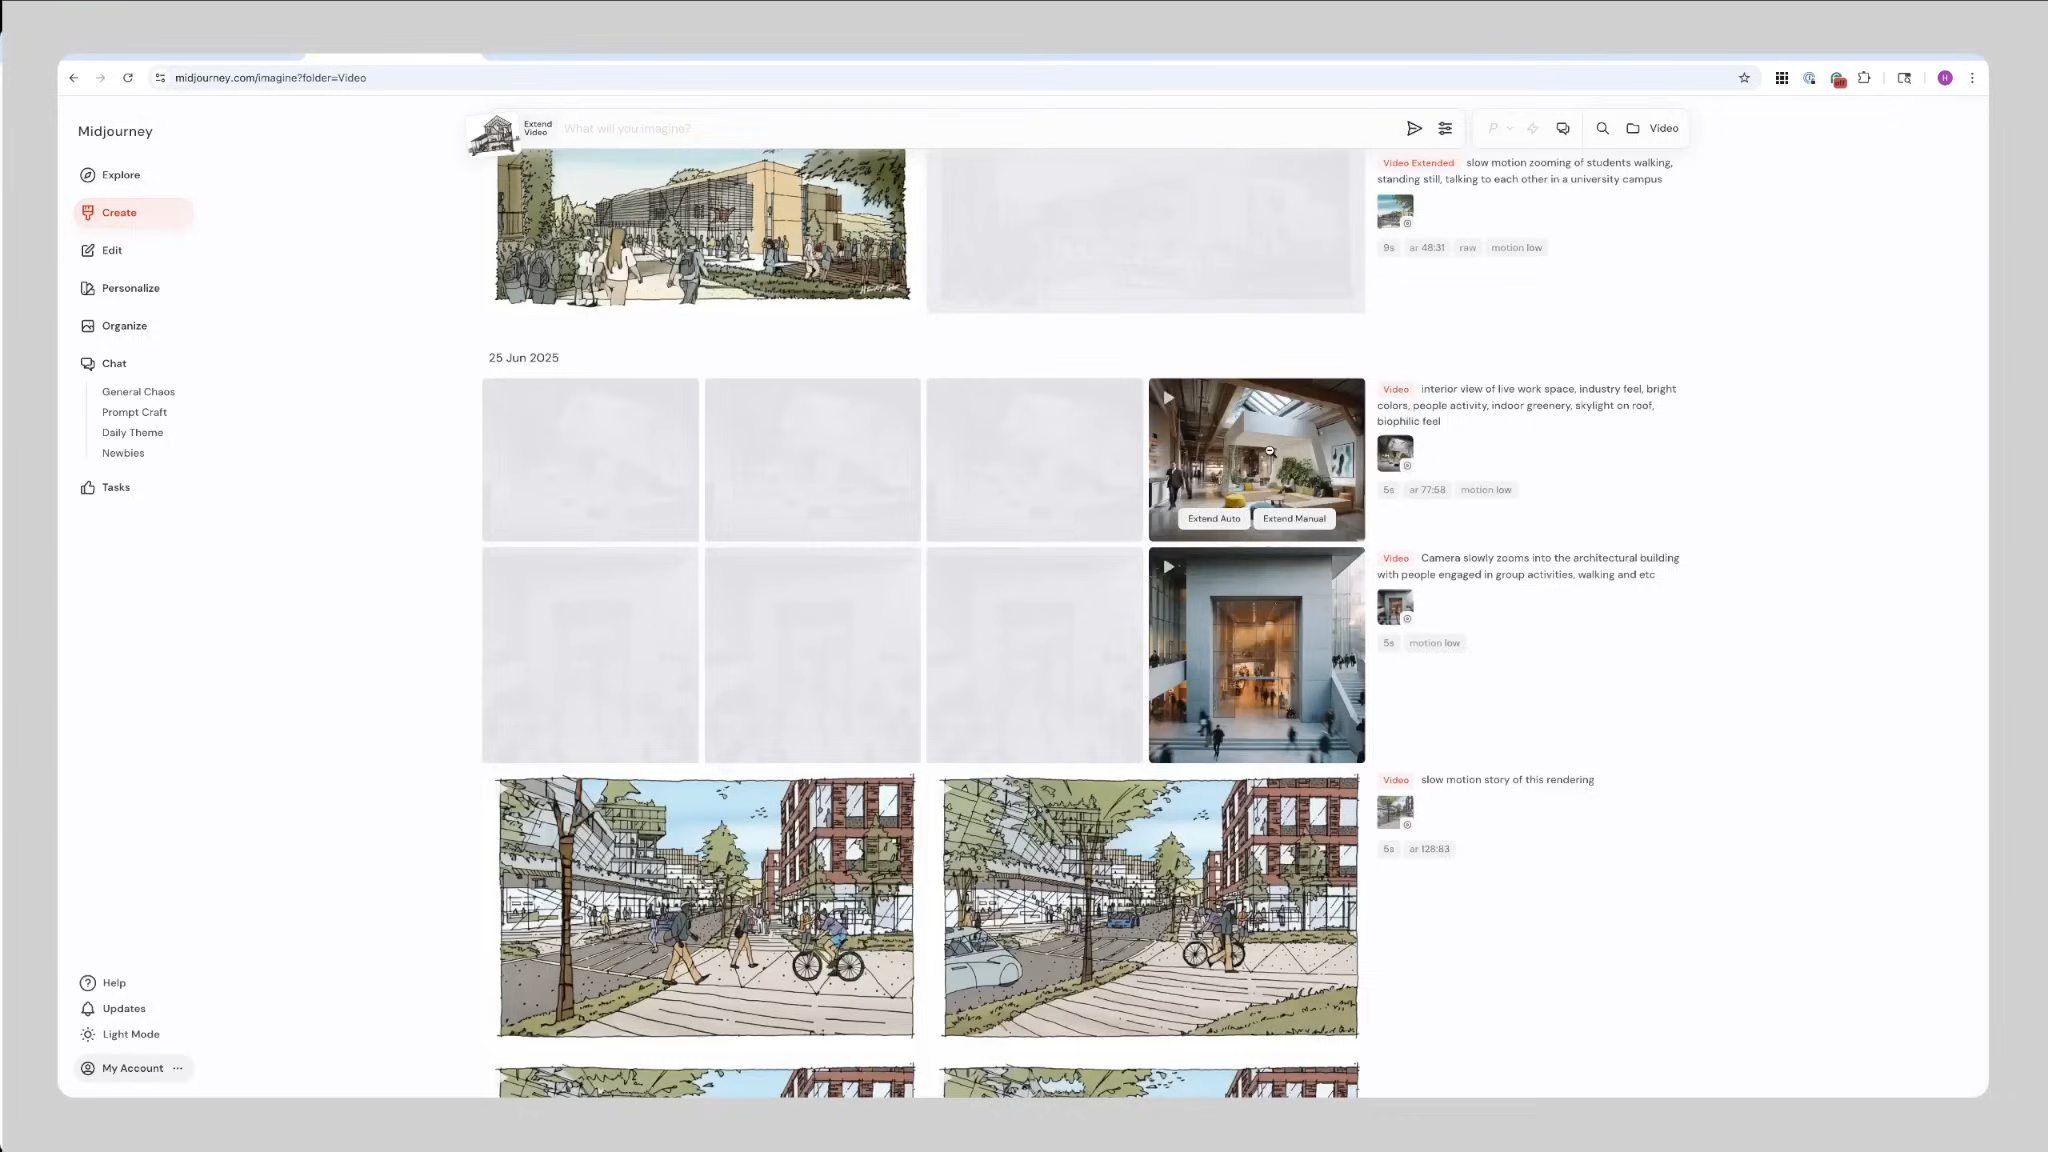 midjourney.com/imagine?folder=Video
H
Midjourney
Extend
Video
What will you imagine?
Video
Explore
Create
Edit
Personalize
Organize
Chat
General Chaos
Prompt Craft
Daily Theme
Newbies
Tasks
Video Extended slow motion zooming of students walking,
standing still, talking to each other in a university campus
9s ar 48:31 raw motion low
25 Jun 2025
Extend Auto Extend Manual
Video interior view of live work space, industry feel, bright
colors, people activity, indoor greenery, skylight on roof,
biophilic feel
5s ar 77:58 motion low
Video Camera slowly zooms into the architectural building
with people engaged in group activities, walking and etc
5s motion low
Video slow motion story of this rendering
5s ar 128:83
Help
Updates
Light Mode
My Account ...